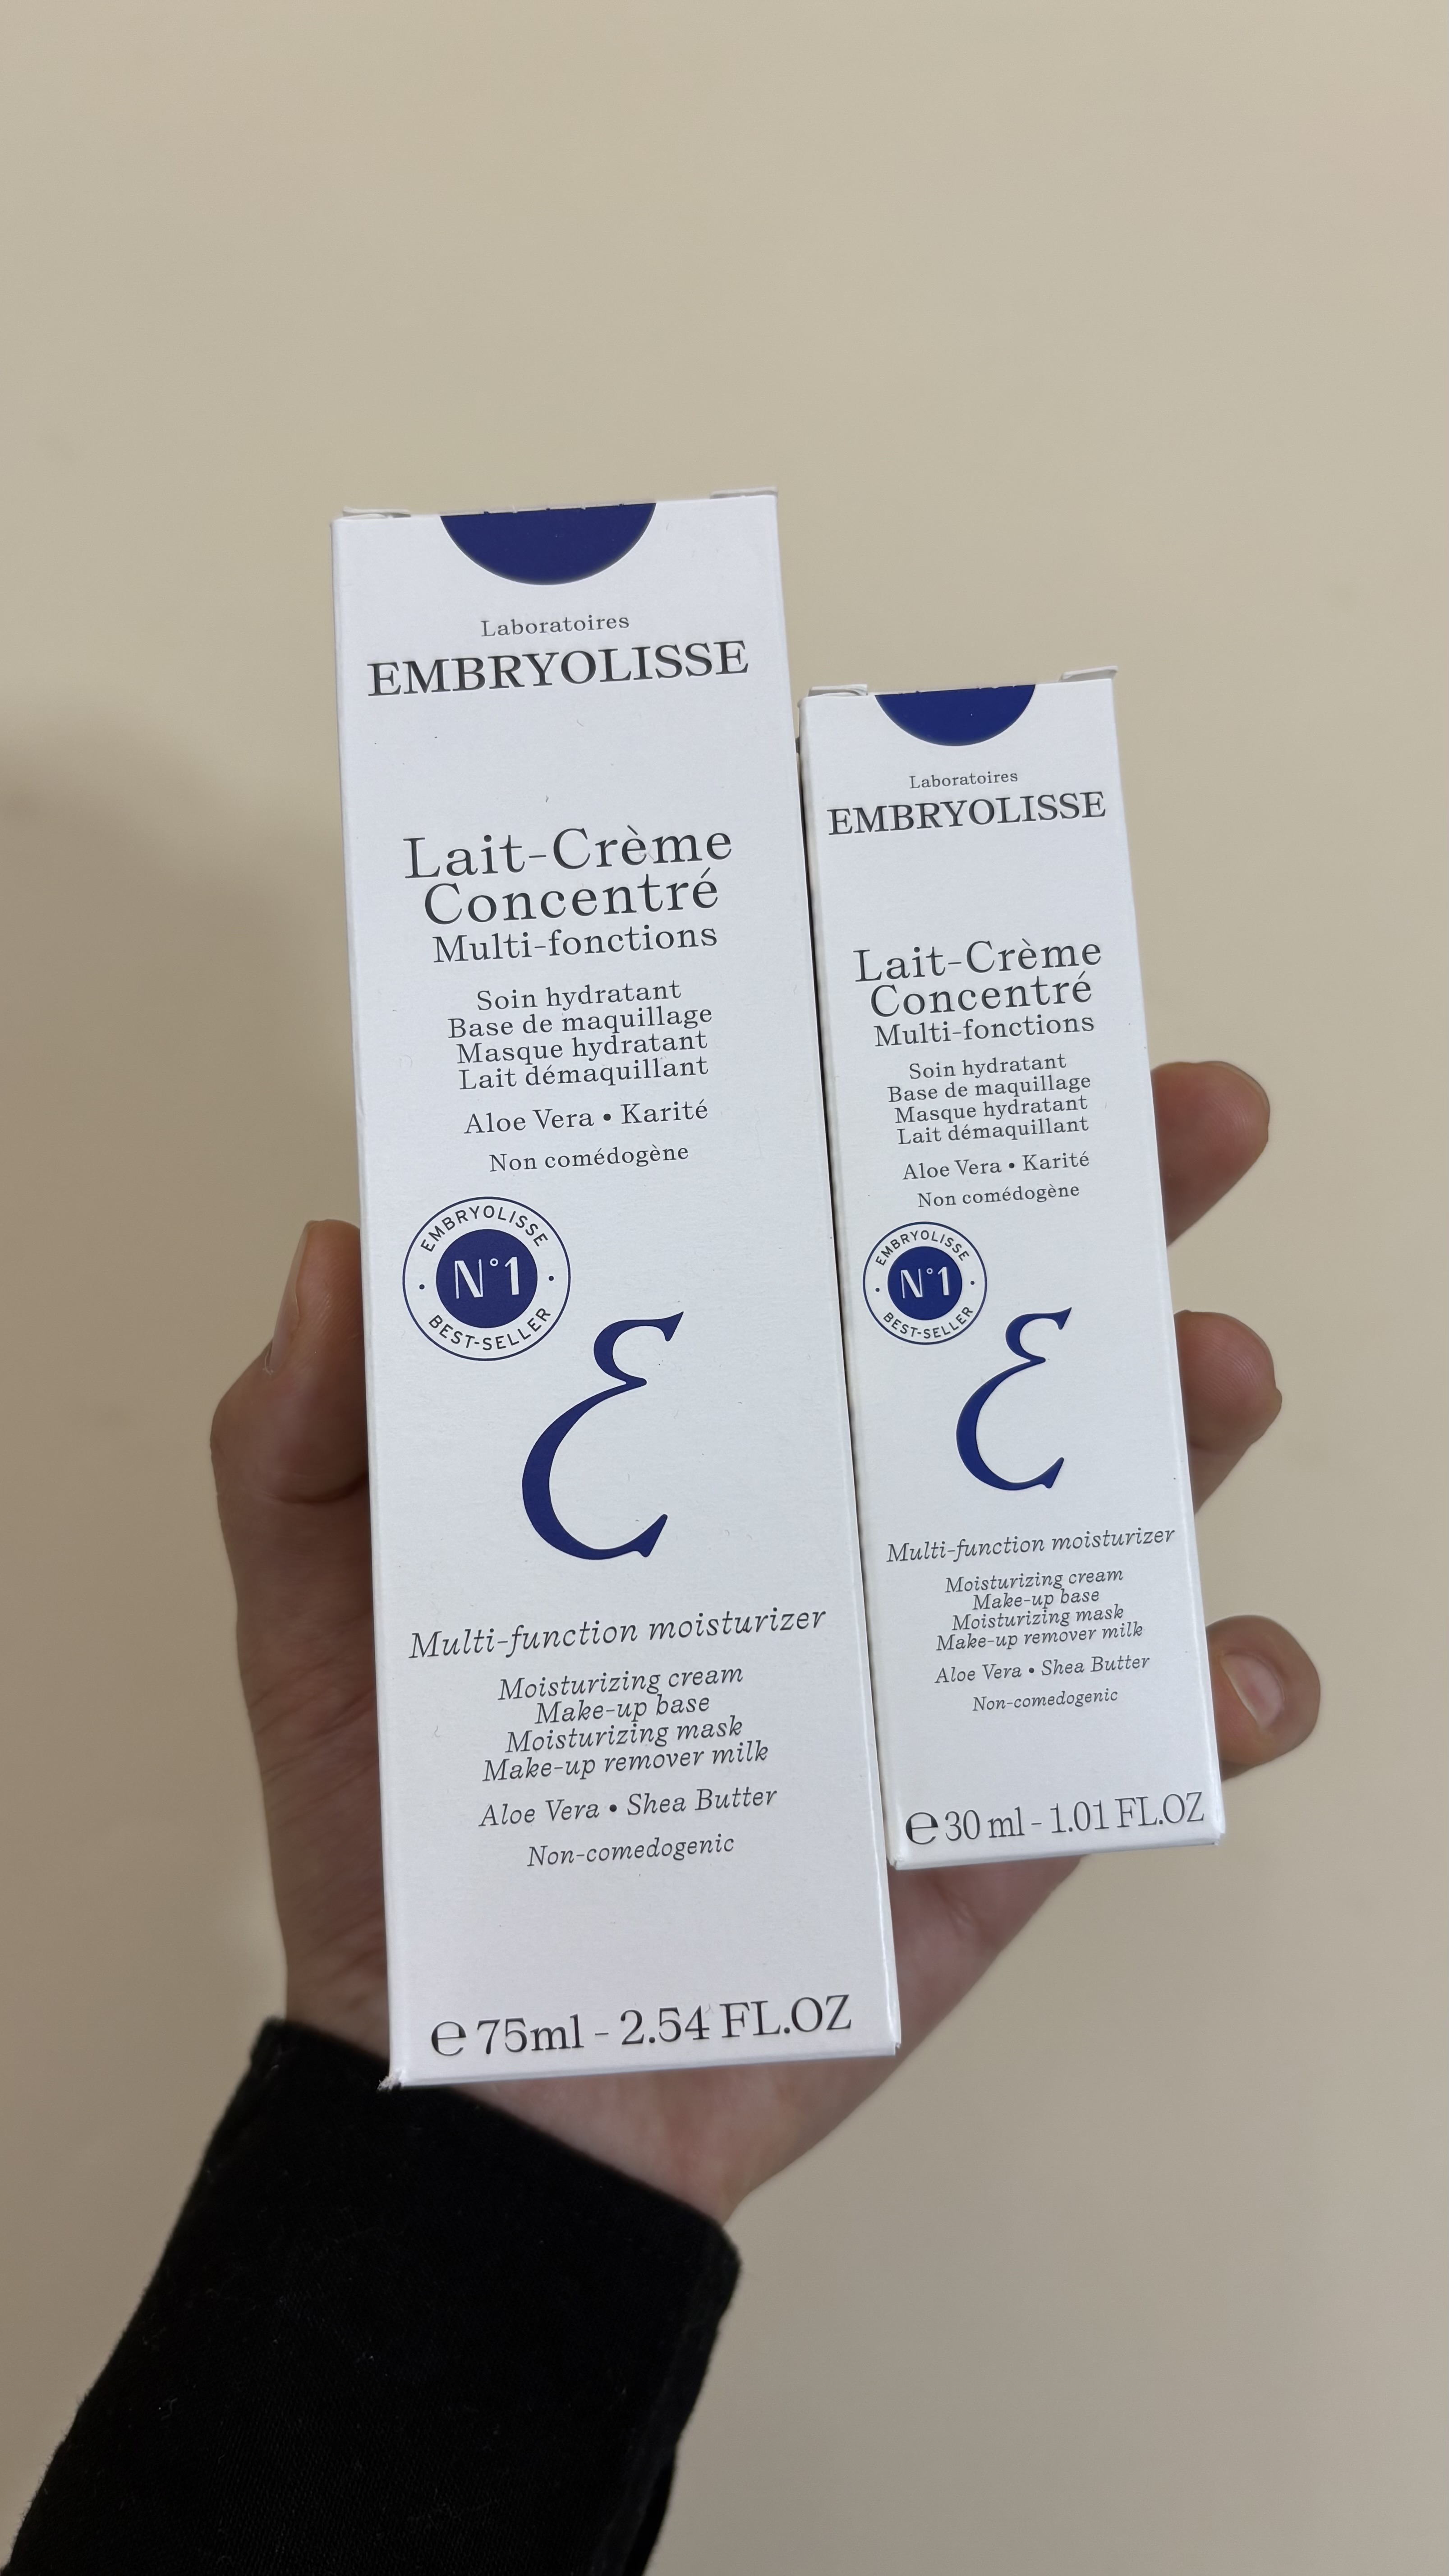 Laboratoires
EMBRYOLISSE
Lait-Crème
Concentré
Multi-fonctions
Soin hydratant
Base de maquillage
Masque hydratant
Lait démaquillant
Aloe Vera • Karité
Non comédogène
EMBRYOLISSE
N°1
BEST-SELLER
ε
Multi-function moisturizer
Moisturizing cream
Make-up base
Moisturizing mask
Make-up remover milk
Aloe Vera • Shea Butter
Non-comedogenic
℮ 75ml - 2.54 FL.OZ
Laboratoires
EMBRYOLISSE
Lait-Crème
Concentré
Multi-fonctions
Soin hydratant
Base de maquillage
Masque hydratant
Lait démaquillant
Aloe Vera • Karité
Non comédogène
EMBRYOLISSE
N°1
BEST-SELLER
ε
Multi-function moisturizer
Moisturizing cream
Make-up base
Moisturizing mask
Make-up remover milk
Aloe Vera • Shea Butter
Non-comedogenic
℮ 30 ml - 1.01 FL.OZ